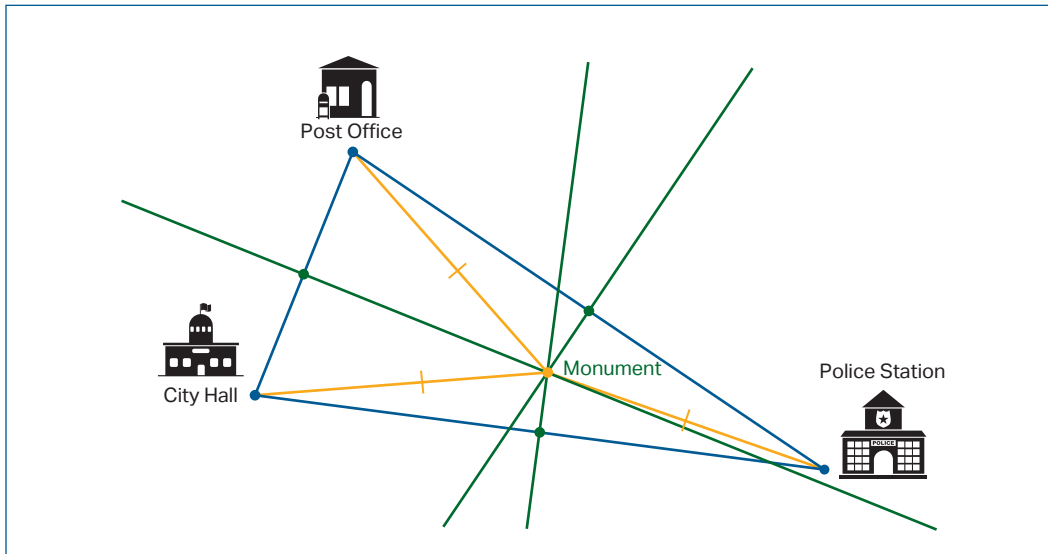 Post Office
City Hall
Monument
Police Station
POLICE